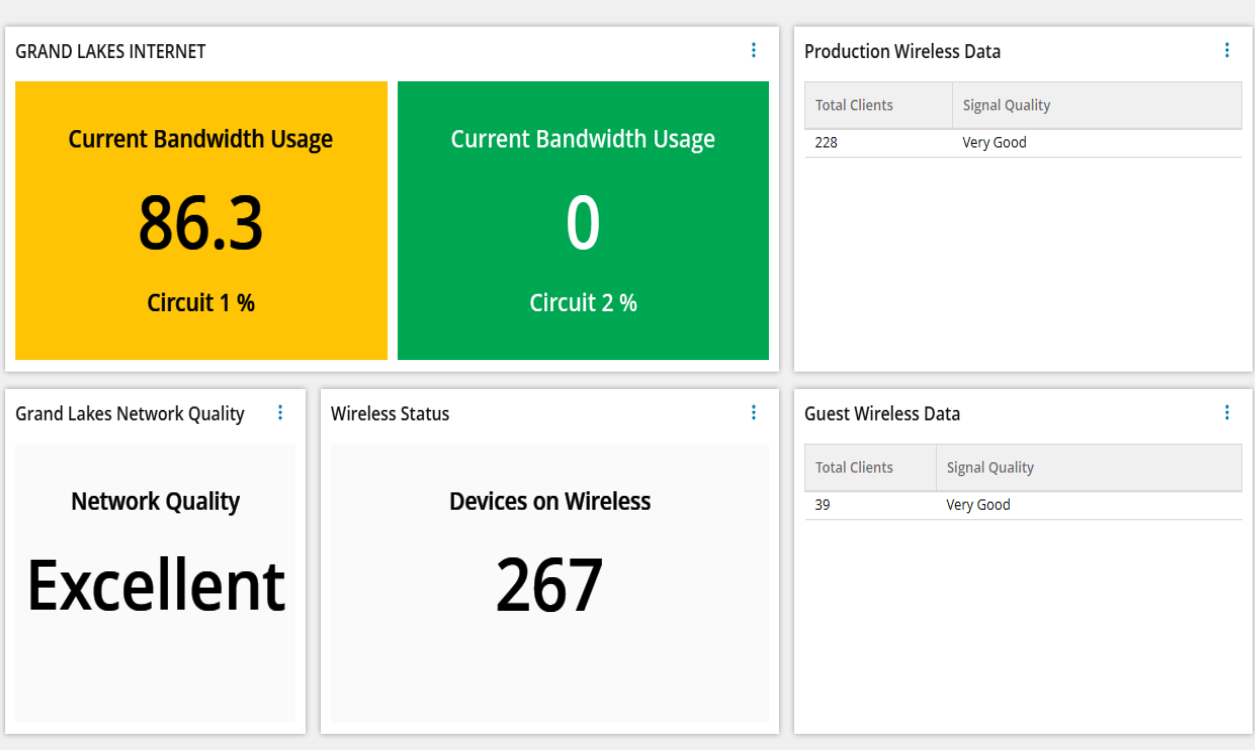 GRAND LAKES INTERNET
Current Bandwidth Usage
86.3
Circuit 1 %
Current Bandwidth Usage
0
Circuit 2 %
Production Wireless Data
Total Clients Signal Quality
228 Very Good
Grand Lakes Network Quality
Network Quality
Excellent
Wireless Status
Devices on Wireless
267
Guest Wireless Data
Total Clients Signal Quality
39 Very Good